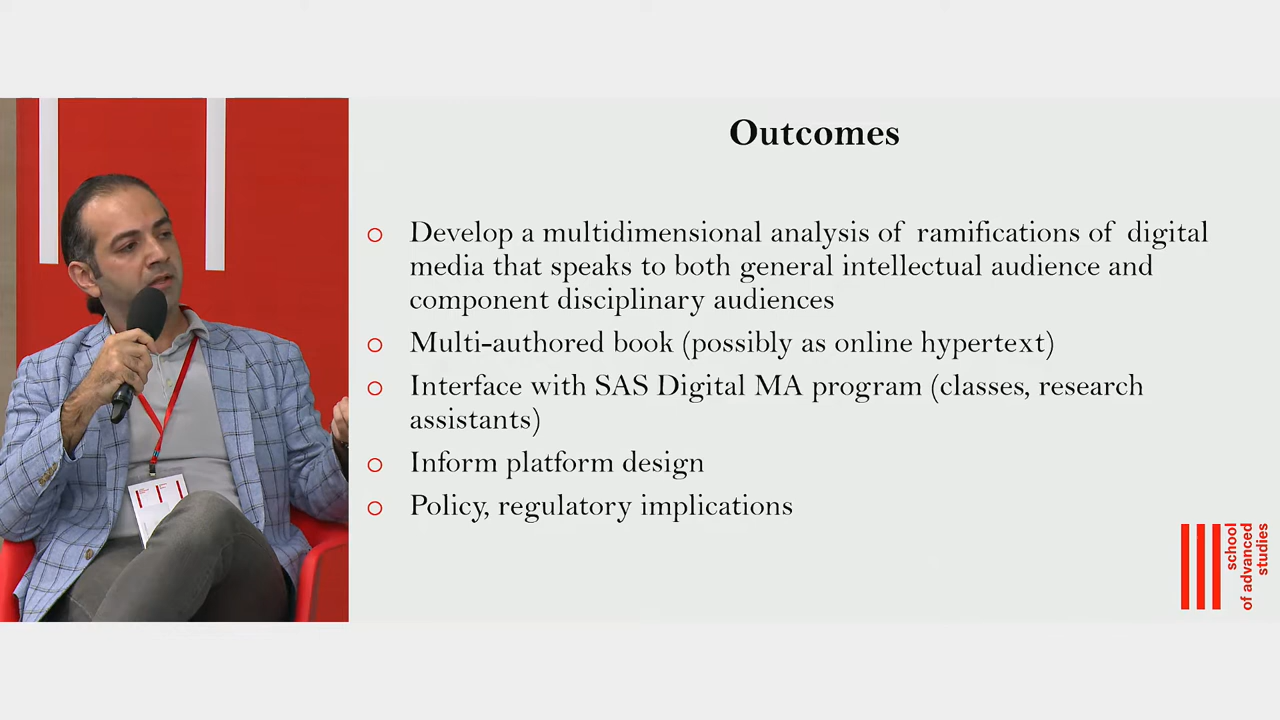 Outcomes
Develop a multidimensional analysis of ramifications of digital
media that speaks to both general intellectual audience and
component disciplinary audiences
Multi-authored book (possibly as online hypertext)
Interface with SAS Digital MA program (classes, research
assistants)
Inform platform design
Policy, regulatory implications
school
of advanced
studies